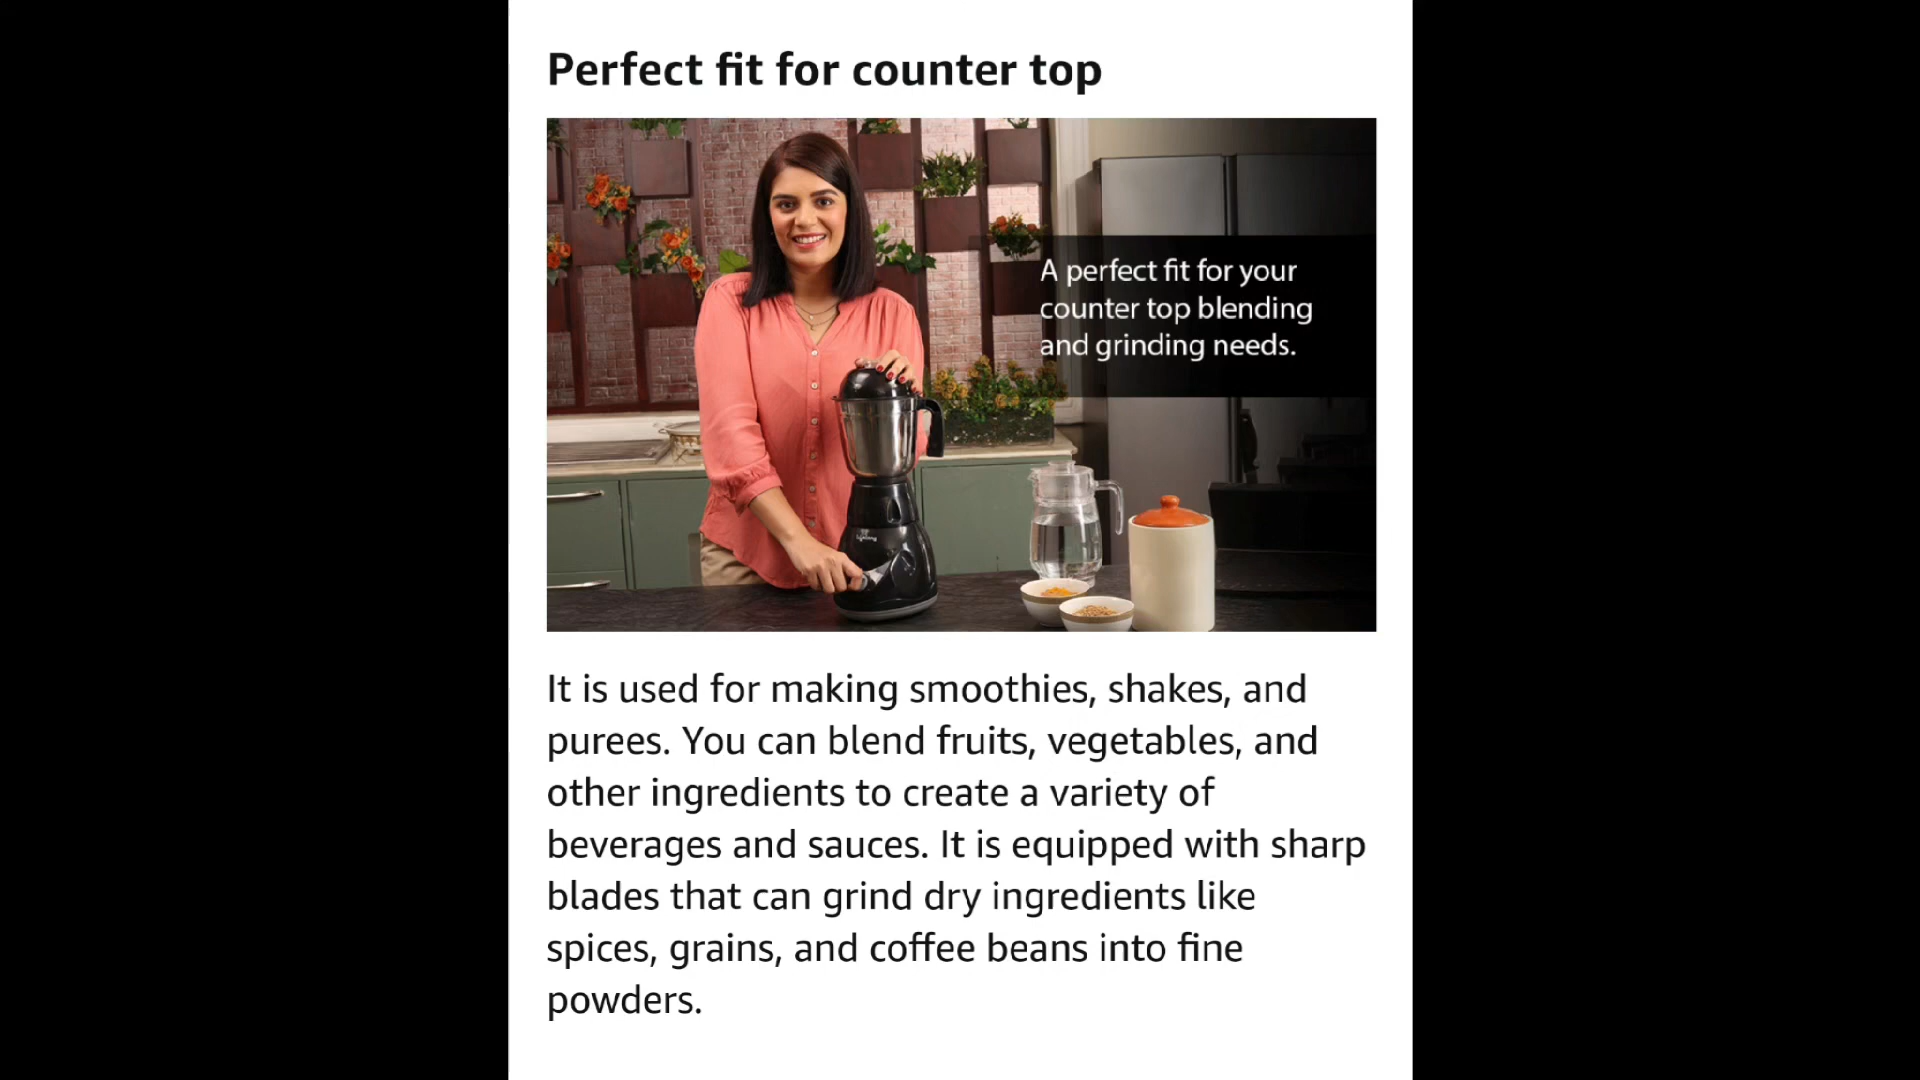 Perfect fit for counter top
A perfect fit for your
counter top blending
and grinding needs.
It is used for making smoothies, shakes, and
purees. You can blend fruits, vegetables, and
other ingredients to create a variety of
beverages and sauces. It is equipped with sharp
blades that can grind dry ingredients like
spices, grains, and coffee beans into fine
powders.